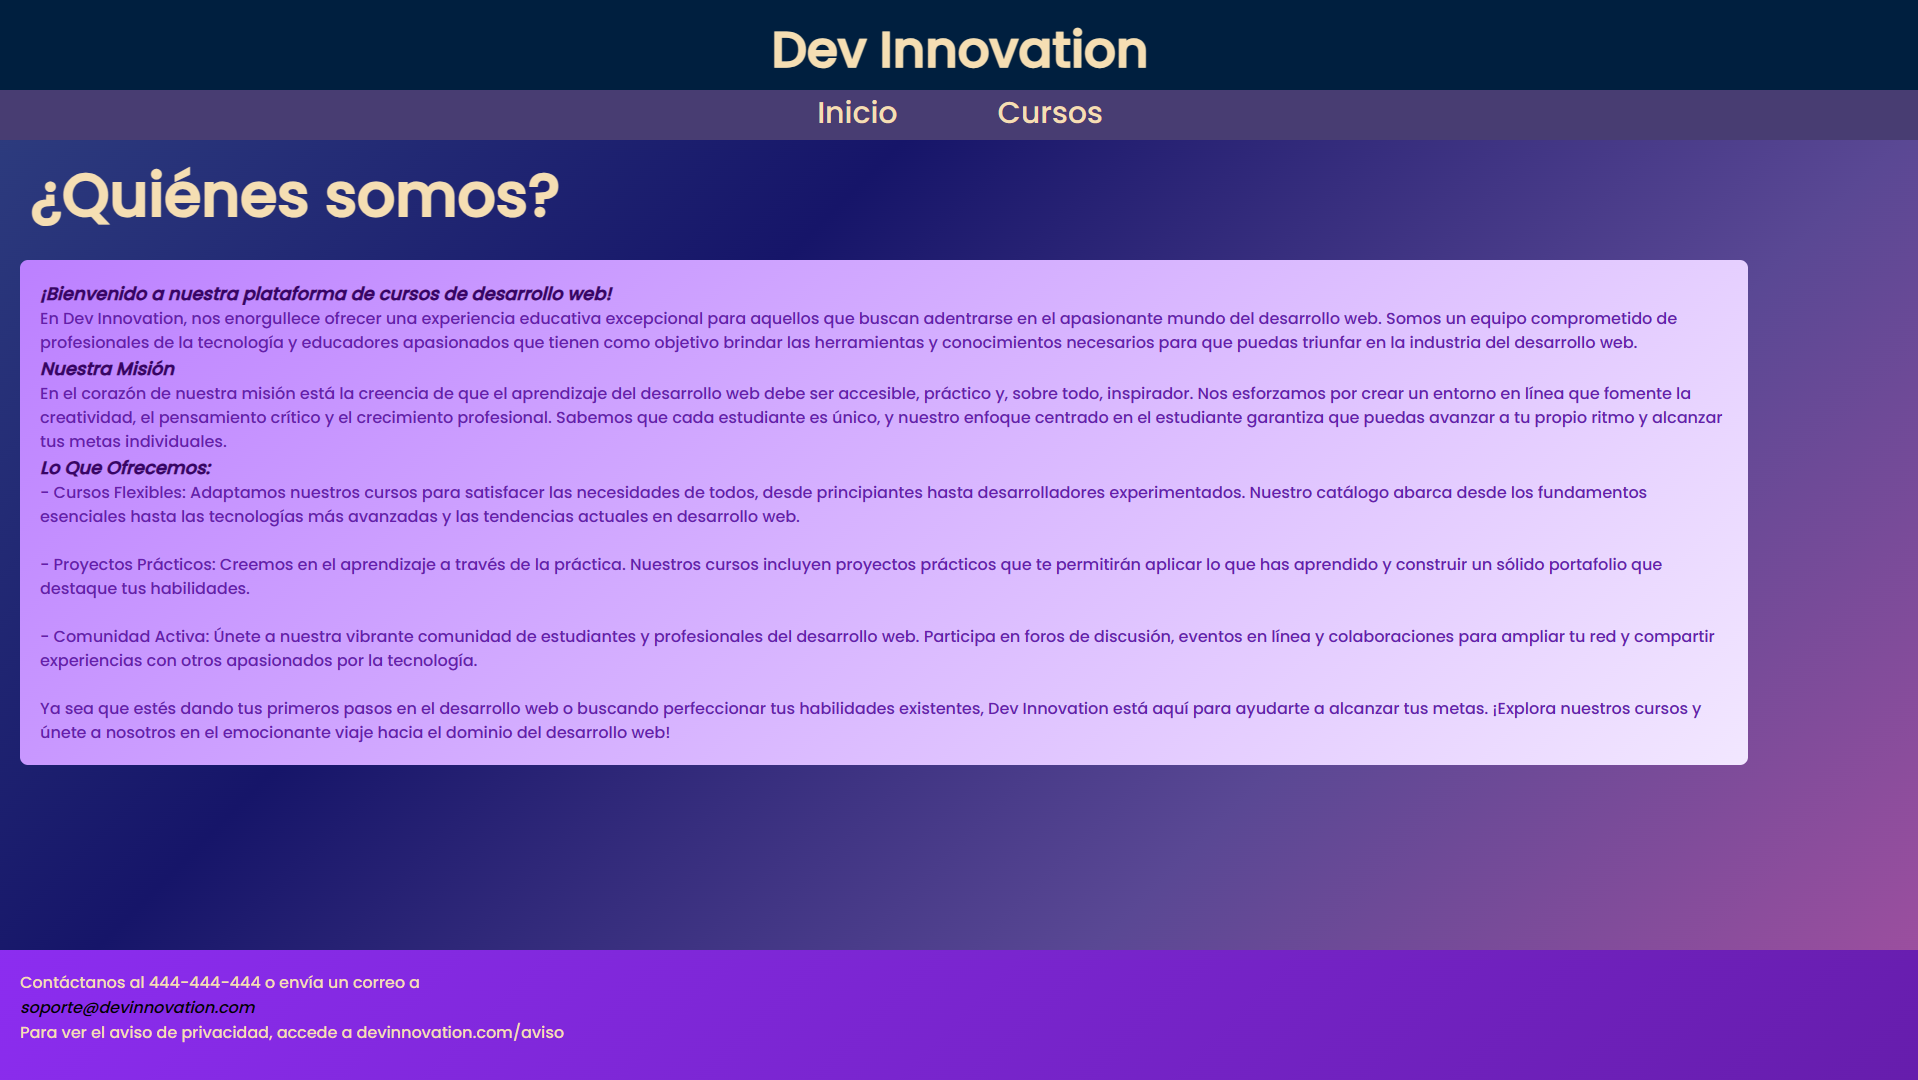 Dev Innovation
Inicio Cursos
¿Quiénes somos?
¡Bienvenido a nuestra plataforma de cursos de desarrollo web!
En Dev Innovation, nos enorgullece ofrecer una experiencia educativa excepcional para aquellos que buscan adentrarse en el apasionante mundo del desarrollo web. Somos un equipo comprometido de
profesionales de la tecnología y educadores apasionados que tienen como objetivo brindar las herramientas y conocimientos necesarios para que puedas triunfar en la industria del desarrollo web.
Nuestra Misión
En el corazón de nuestra misión está la creencia de que el aprendizaje del desarrollo web debe ser accesible, práctico y, sobre todo, inspirador. Nos esforzamos por crear un entorno en línea que fomente la
creatividad, el pensamiento crítico y el crecimiento profesional. Sabemos que cada estudiante es único, y nuestro enfoque centrado en el estudiante garantiza que puedas avanzar a tu propio ritmo y alcanzar
tus metas individuales.
Lo Que Ofrecemos:
- Cursos Flexibles: Adaptamos nuestros cursos para satisfacer las necesidades de todos, desde principiantes hasta desarrolladores experimentados. Nuestro catálogo abarca desde los fundamentos
esenciales hasta las tecnologías más avanzadas y las tendencias actuales en desarrollo web.
- Proyectos Prácticos: Creemos en el aprendizaje a través de la práctica. Nuestros cursos incluyen proyectos prácticos que te permitirán aplicar lo que has aprendido y construir un sólido portafolio que
destaque tus habilidades.
- Comunidad Activa: Únete a nuestra vibrante comunidad de estudiantes y profesionales del desarrollo web. Participa en foros de discusión, eventos en línea y colaboraciones para ampliar tu red y compartir
experiencias con otros apasionados por la tecnología.
Ya sea que estés dando tus primeros pasos en el desarrollo web o buscando perfeccionar tus habilidades existentes, Dev Innovation está aquí para ayudarte a alcanzar tus metas. ¡Explora nuestros cursos y
únete a nosotros en el emocionante viaje hacia el dominio del desarrollo web!
Contáctanos al 444-444-444 o envía un correo a
soporte@devinnovation.com
Para ver el aviso de privacidad, accede a devinnovation.com/aviso